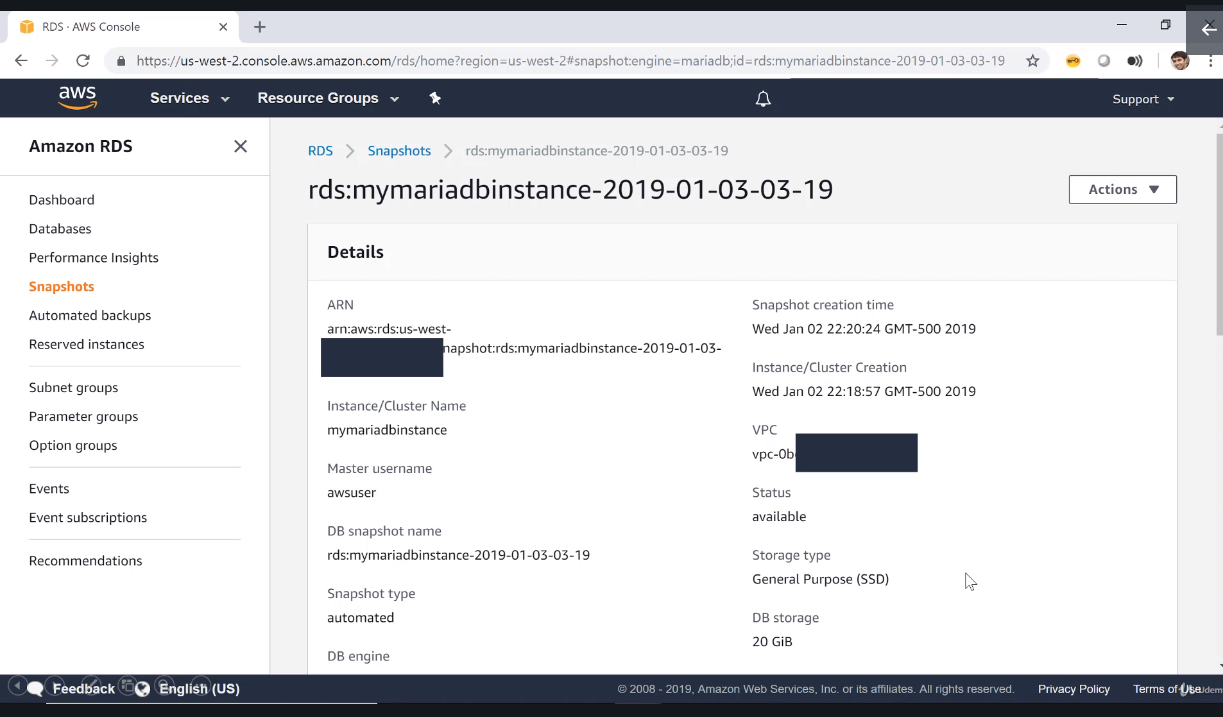 RDS · AWS Console
https://us-west-2.console.aws.amazon.com/rds/home?region=us-west-2#snapshot:engine=mariadb;id=rds:mymariadbinstance-2019-01-03-03-19
aws Services Resource Groups Support
Amazon RDS
Dashboard
Databases
Performance Insights
Snapshots
Automated backups
Reserved instances
Subnet groups
Parameter groups
Option groups
Events
Event subscriptions
Recommendations
RDS Snapshots rds:mymariadbinstance-2019-01-03-03-19
rds:mymariadbinstance-2019-01-03-03-19
Actions
Details
ARN
arn:aws:rds:us-west-
napshot:rds:mymariadbinstance-2019-01-03-
Instance/Cluster Name
mymariadbinstance
Master username
awsuser
DB snapshot name
rds:mymariadbinstance-2019-01-03-03-19
Snapshot type
automated
DB engine
Snapshot creation time
Wed Jan 02 22:20:24 GMT-500 2019
Instance/Cluster Creation
Wed Jan 02 22:18:57 GMT-500 2019
VPC
vpc-0b
Status
available
Storage type
General Purpose (SSD)
DB storage
20 GiB
Feedback English (US) © 2008 - 2019, Amazon Web Services, Inc. or its affiliates. All rights reserved. Privacy Policy Terms of Use